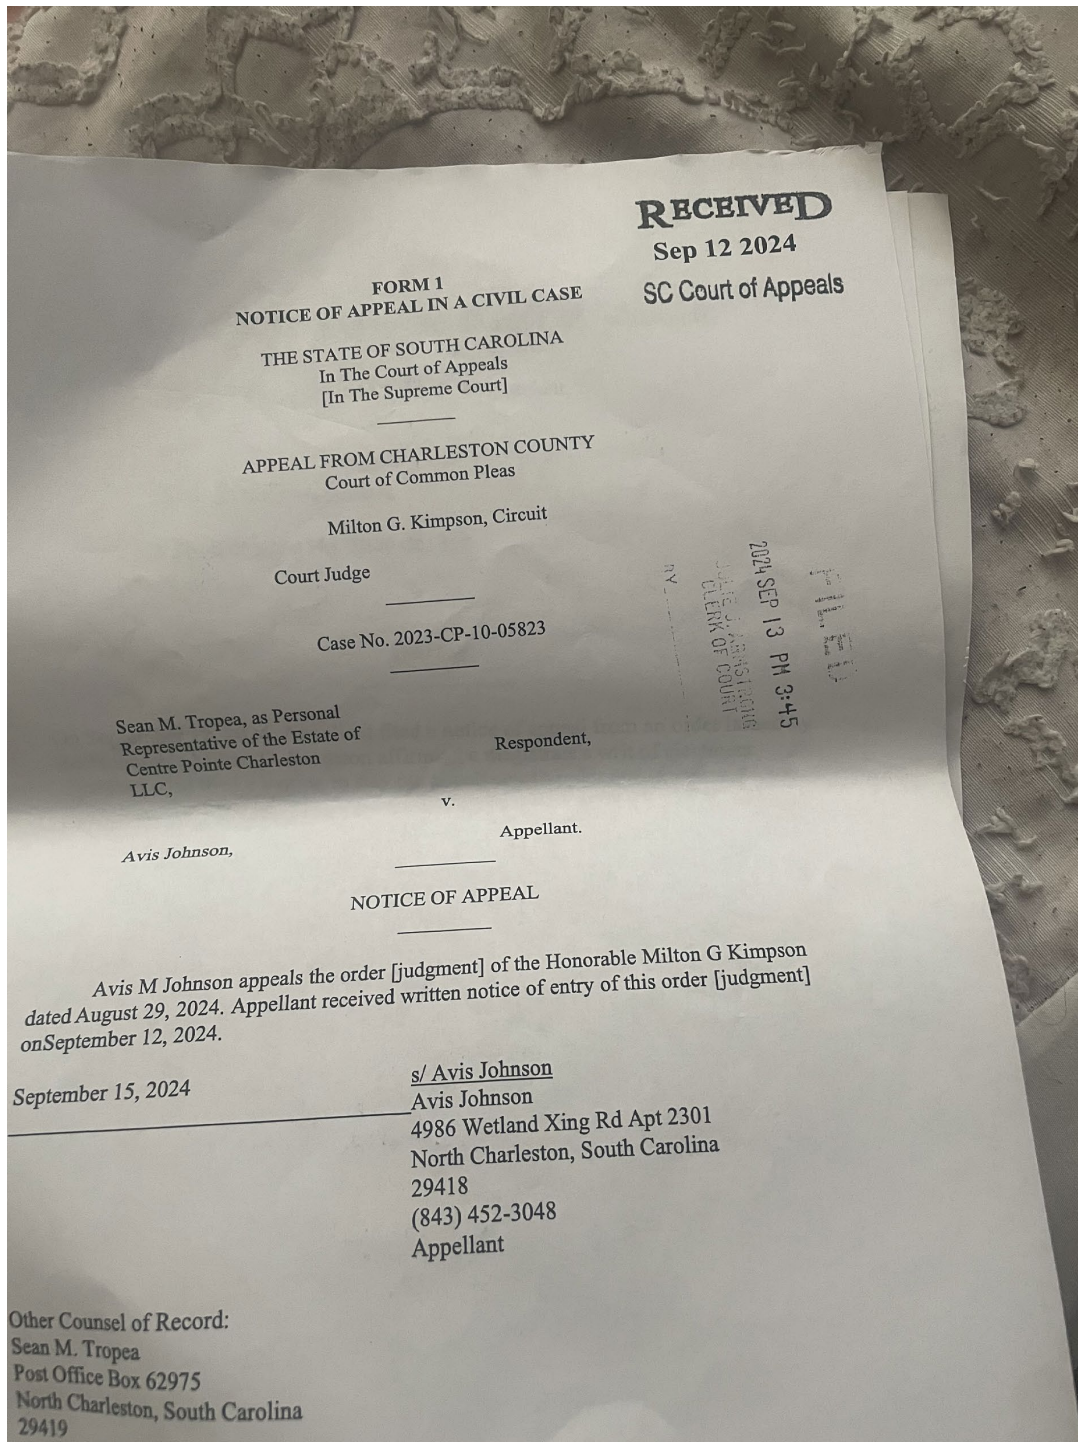 RECEIVED
Sep 12 2024
SC Court of Appeals
FORM 1
NOTICE OF APPEAL IN A CIVIL CASE
THE STATE OF SOUTH CAROLINA
In The Court of Appeals
[In The Supreme Court]
APPEAL FROM CHARLESTON COUNTY
Court of Common Pleas
Milton G. Kimpson, Circuit
Court Judge
Case No. 2023-CP-10-05823
FILED
2024 SEP 13 PM 3:45
JULIE J. ARMSTRONG
CLERK OF COURT
BY
Sean M. Tropea, as Personal
Representative of the Estate of
Centre Pointe Charleston
LLC,
Respondent,
v.
Appellant.
Avis Johnson,
NOTICE OF APPEAL
Avis M Johnson appeals the order [judgment] of the Honorable Milton G Kimpson
dated August 29, 2024. Appellant received written notice of entry of this order [judgment]
onSeptember 12, 2024.
September 15, 2024
s/ Avis Johnson
Avis Johnson
4986 Wetland Xing Rd Apt 2301
North Charleston, South Carolina
29418
(843) 452-3048
Appellant
Other Counsel of Record:
Sean M. Tropea
Post Office Box 62975
North Charleston, South Carolina
29419